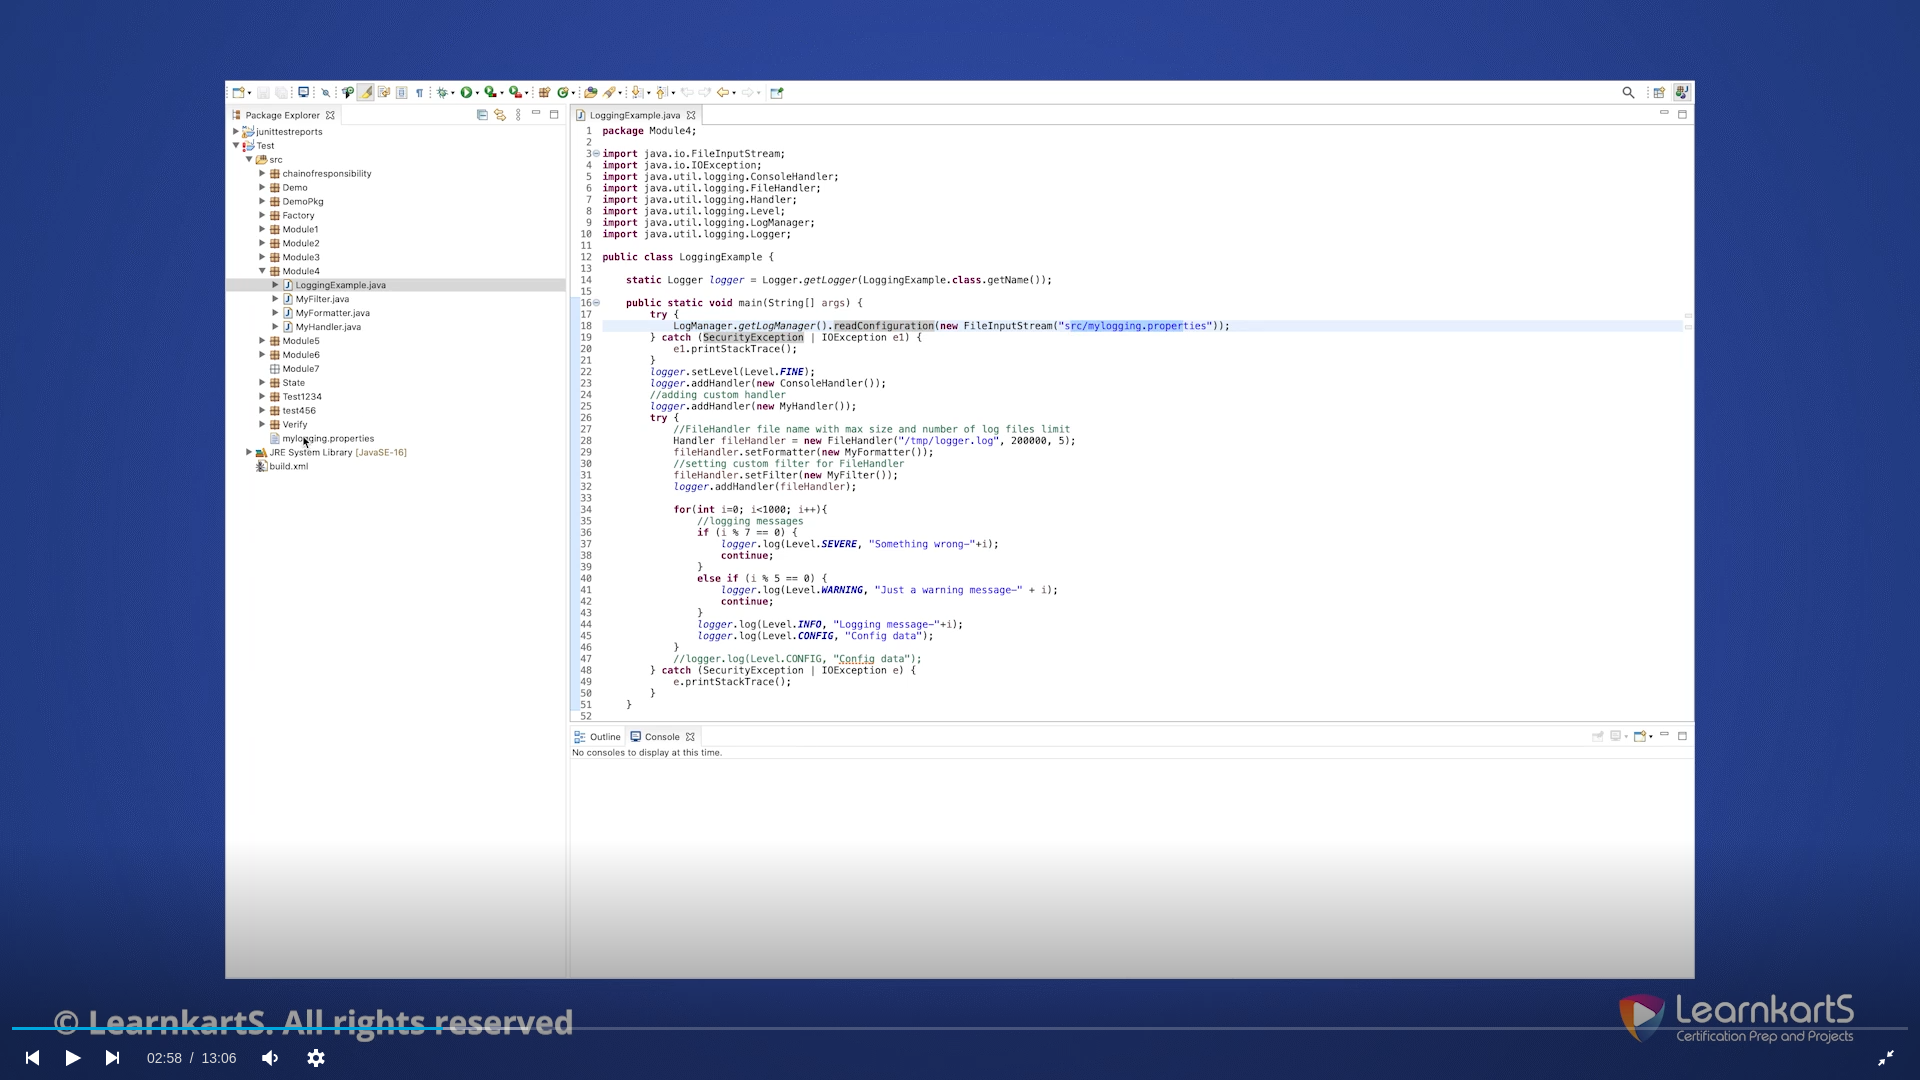 Package Explorer
junittestreports
Test
src
chainofresponsibility
Demo
DemoPkg
Factory
Module1
Module2
Module3
Module4
LoggingExample.java
MyFilter.java
MyFormatter.java
MyHandler.java
Module5
Module6
Module7
State
Test1234
test456
Verify
mylogging.properties
JRE System Library [JavaSE-16]
build.xml
LoggingExample.java
1 package Module4;
2
3 import java.io.FileInputStream;
4 import java.io.IOException;
5 import java.util.logging.ConsoleHandler;
6 import java.util.logging.FileHandler;
7 import java.util.logging.Handler;
8 import java.util.logging.Level;
9 import java.util.logging.LogManager;
10 import java.util.logging.Logger;
11
12 public class LoggingExample {
13
14 static Logger logger = Logger.getLogger(LoggingExample.class.getName());
15
16 public static void main(String[] args) {
17 try {
18 LogManager.getLogManager().readConfiguration(new FileInputStream("src/mylogging.properties"));
19 } catch (SecurityException | IOException e1) {
20 e1.printStackTrace();
21 }
22 logger.setLevel(Level.FINE);
23 logger.addHandler(new ConsoleHandler());
24 //adding custom handler
25 logger.addHandler(new MyHandler());
26 try {
27 //FileHandler file name with max size and number of log files limit
28 Handler fileHandler = new FileHandler("/tmp/logger.log", 200000, 5);
29 fileHandler.setFormatter(new MyFormatter());
30 //setting custom filter for FileHandler
31 fileHandler.setFilter(new MyFilter());
32 logger.addHandler(fileHandler);
33
34 for(int i=0; i<1000; i++){
35 //logging messages
36 if (i % 7 == 0) {
37 logger.log(Level.SEVERE, "Something wrong-"+i);
38 continue;
39 }
40 else if (i % 5 == 0) {
41 logger.log(Level.WARNING, "Just a warning message-" + i);
42 continue;
43 }
44 logger.log(Level.INFO, "Logging message-"+i);
45 logger.log(Level.CONFIG, "Config data");
46 }
47 //logger.log(Level.CONFIG, "Config data");
48 } catch (SecurityException | IOException e) {
49 e.printStackTrace();
50 }
51 }
52
Outline Console
No consoles to display at this time.
© LearnkartS. All rights reserved
LearnkartS
Certification Prep and Projects
02:58 / 13:06